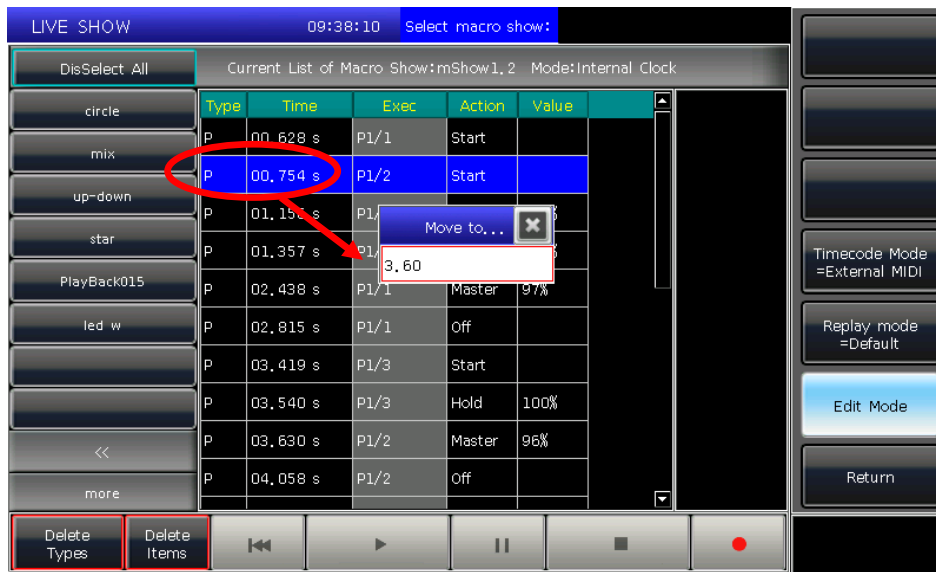 LIVE SHOW 09:38:10 Select macro show:
DisSelect All
Current List of Macro Show:mShow1.2 Mode:Internal Clock
circle
mix
up-down
star
PlayBack015
led w
<<
more
Type Time Exec Action Value
P 00.628 s P1/1 Start
P 00.754 s P1/2 Start
P 01.156 s P1/
P 01.357 s P1/
P 02.438 s P1/1 Master 97%
P 02.815 s P1/1 Off
P 03.419 s P1/3 Start
P 03.540 s P1/3 Hold 100%
P 03.630 s P1/2 Master 96%
P 04.058 s P1/2 Off
Move to...
3.60
Timecode Mode
=External MIDI
Replay mode
=Default
Edit Mode
Return
Delete
Types
Delete
Items